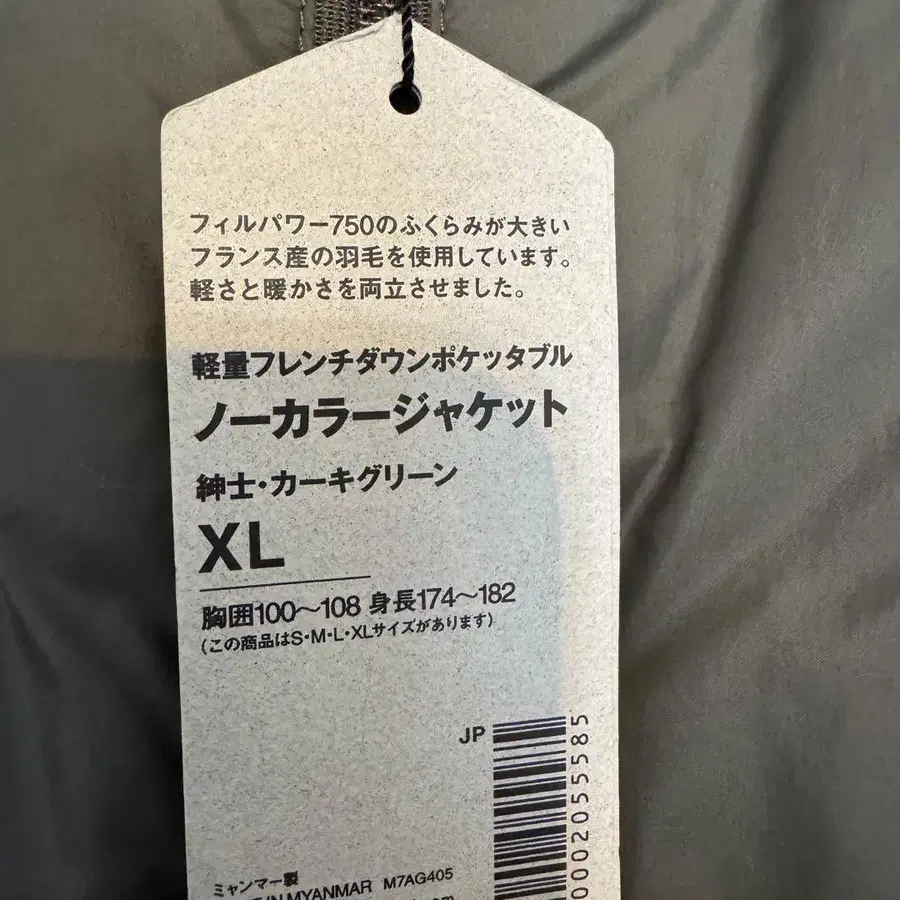 フィルパワー750のふくらみが大きい
フランス産の羽毛を使用しています。
軽さと暖かさを両立させました。
軽量フレンチダウンポケッタブル
ノーカラージャケット
紳士・カーキグリーン
XL
胸囲100〜108 身長174〜182
(この商品はS・M・L・XLサイズがあります)
JP
0002055585
ミャンマー製
IN MYANMAR M7AG405